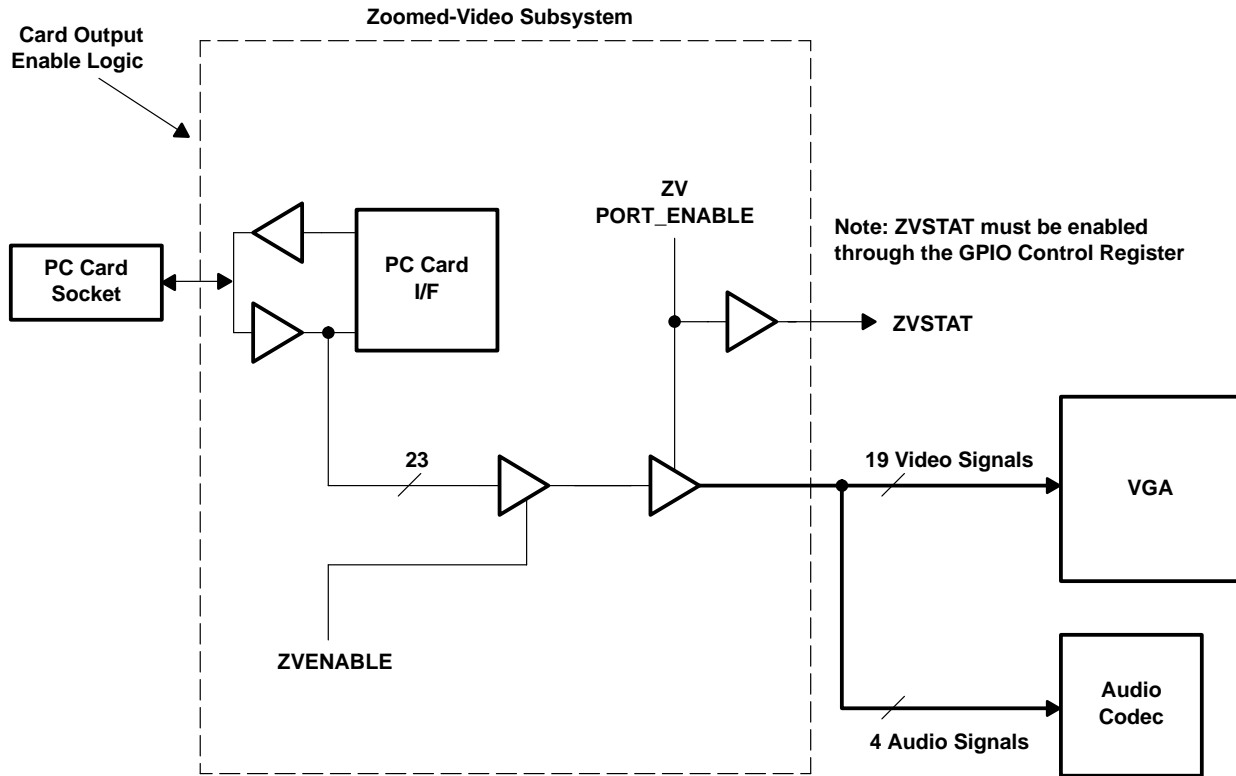 Zoomed-Video Subsystem
Card Output
Enable Logic
ZV
PORT_ENABLE
Note: ZVSTAT must be enabled
through the GPIO Control Register
PC Card
Socket
PC Card
I/F
ZVSTAT
23
19 Video Signals
VGA
ZVENABLE
Audio
Codec
4 Audio Signals